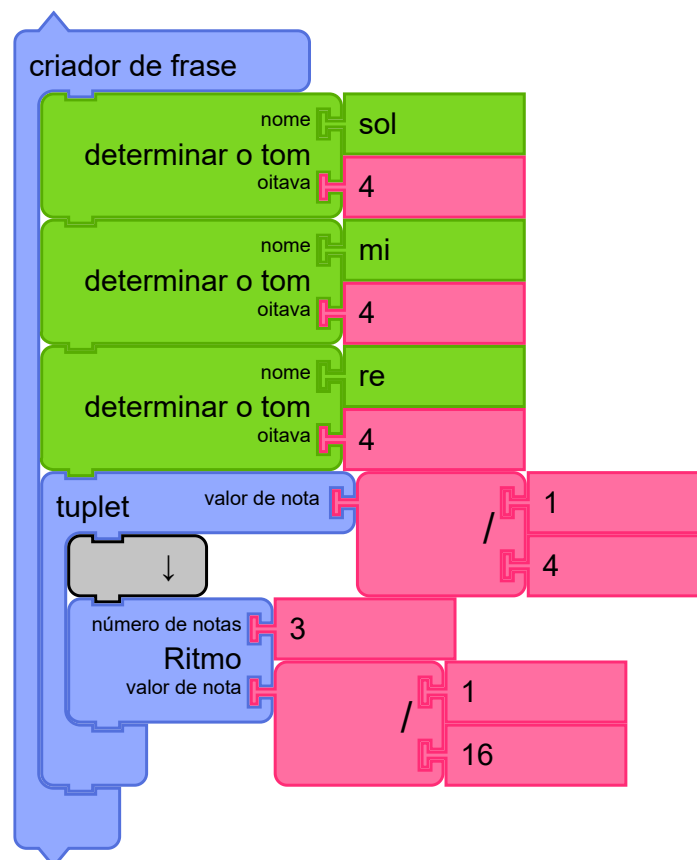 criador de frase
nome sol
determinar o tom
oitava 4
nome mi
determinar o tom
oitava 4
nome re
determinar o tom
oitava 4
tuplet valor de nota / 1
4
↓
número de notas 3
Ritmo
valor de nota / 1
16